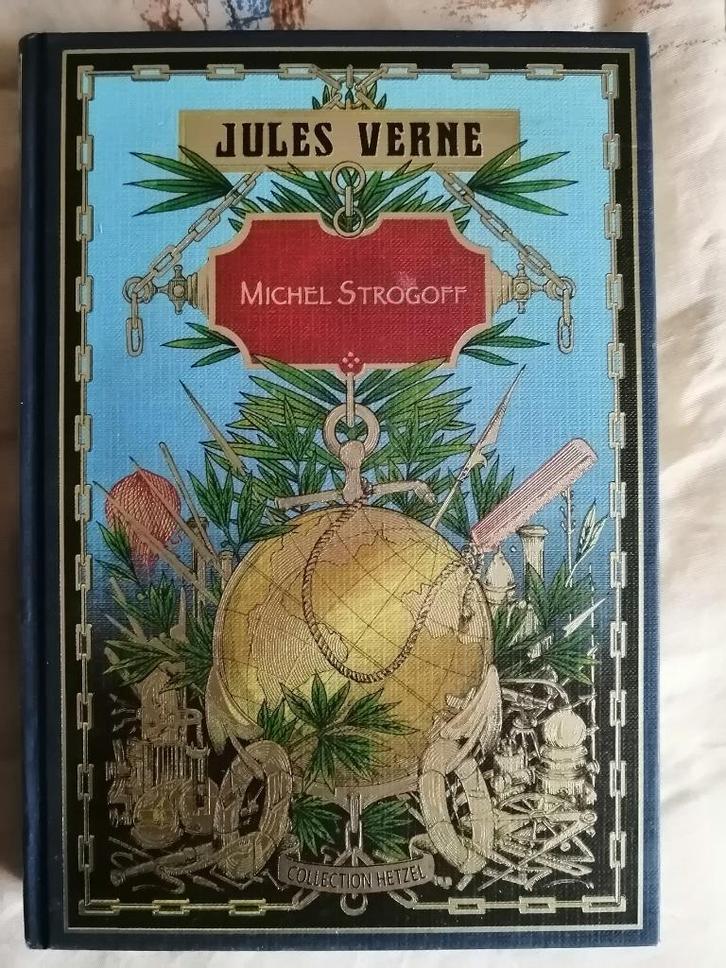 JULES VERNE
MICHEL STROGOFF
COLLECTION HETZEL